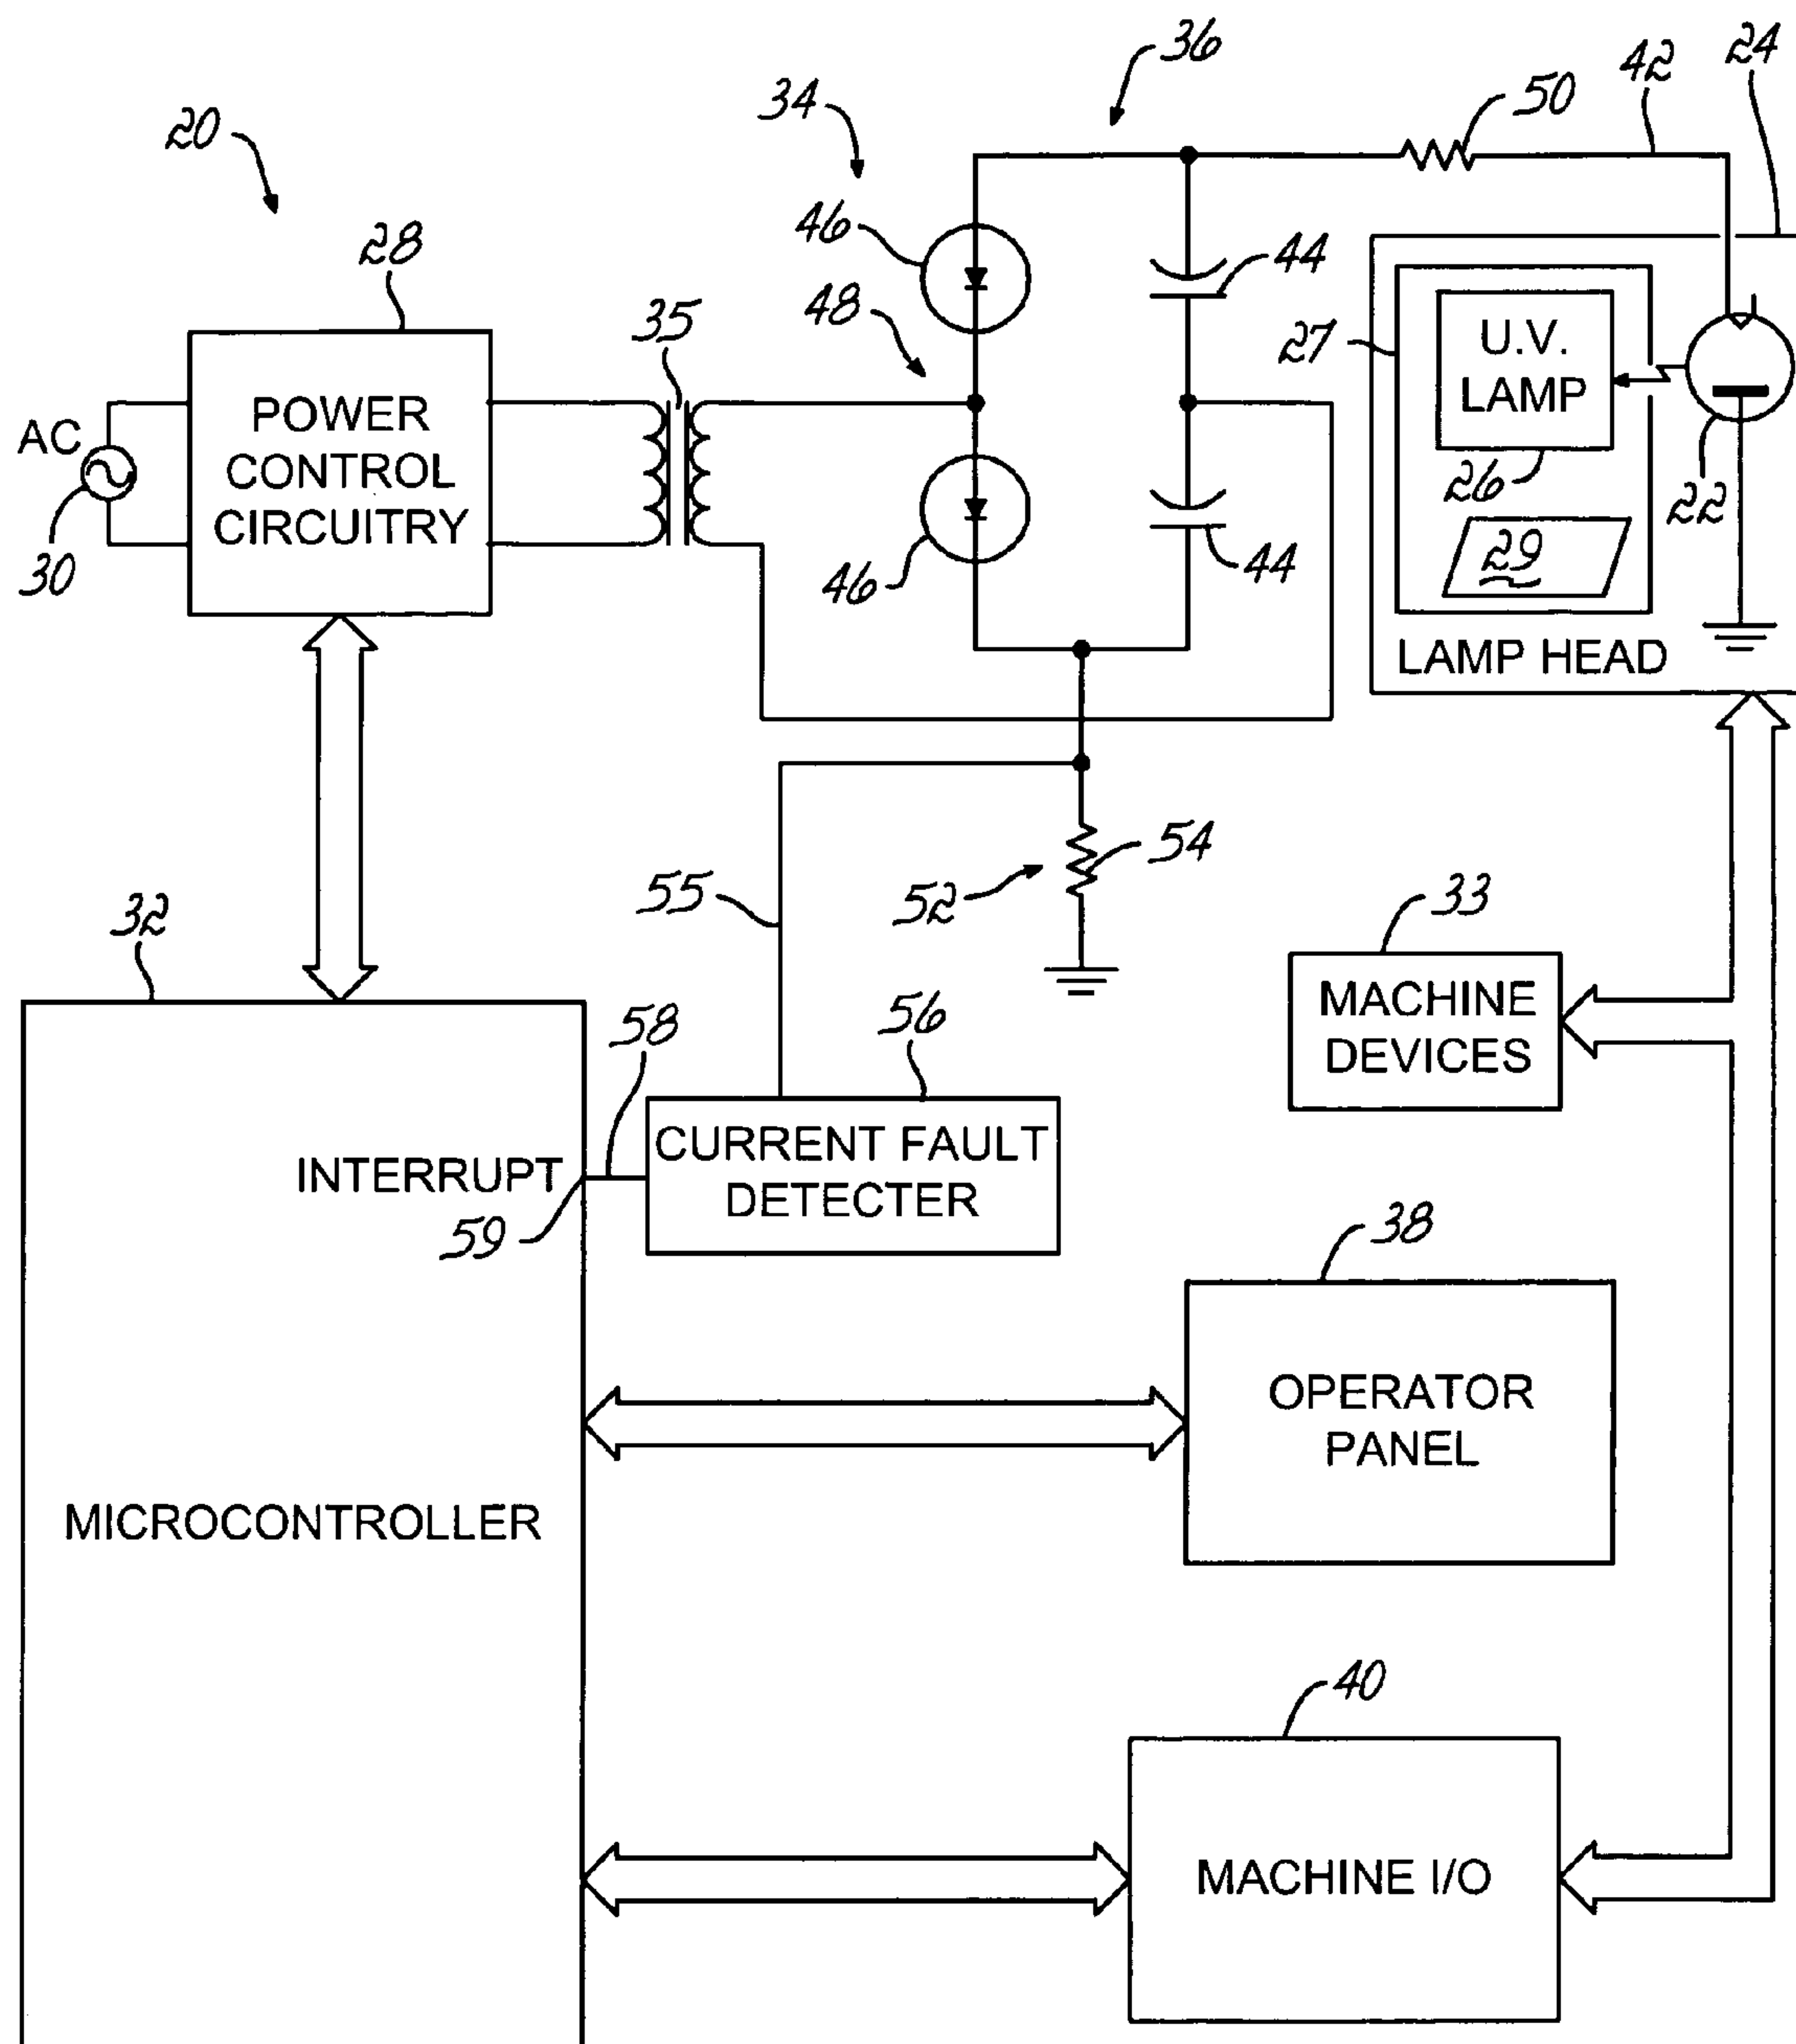 36
24
42
50
34
20
46
28
44
48
35
27
U.V.
LAMP
POWER
CONTROL
CIRCUITRY
AC
26
22
30
46
44
29
LAMP HEAD
54
55
52
33
32
MACHINE
DEVICES
58
56
INTERRUPT
CURRENT FAULT
DETECTER
59
38
OPERATOR
PANEL
MICROCONTROLLER
40
MACHINE I/O